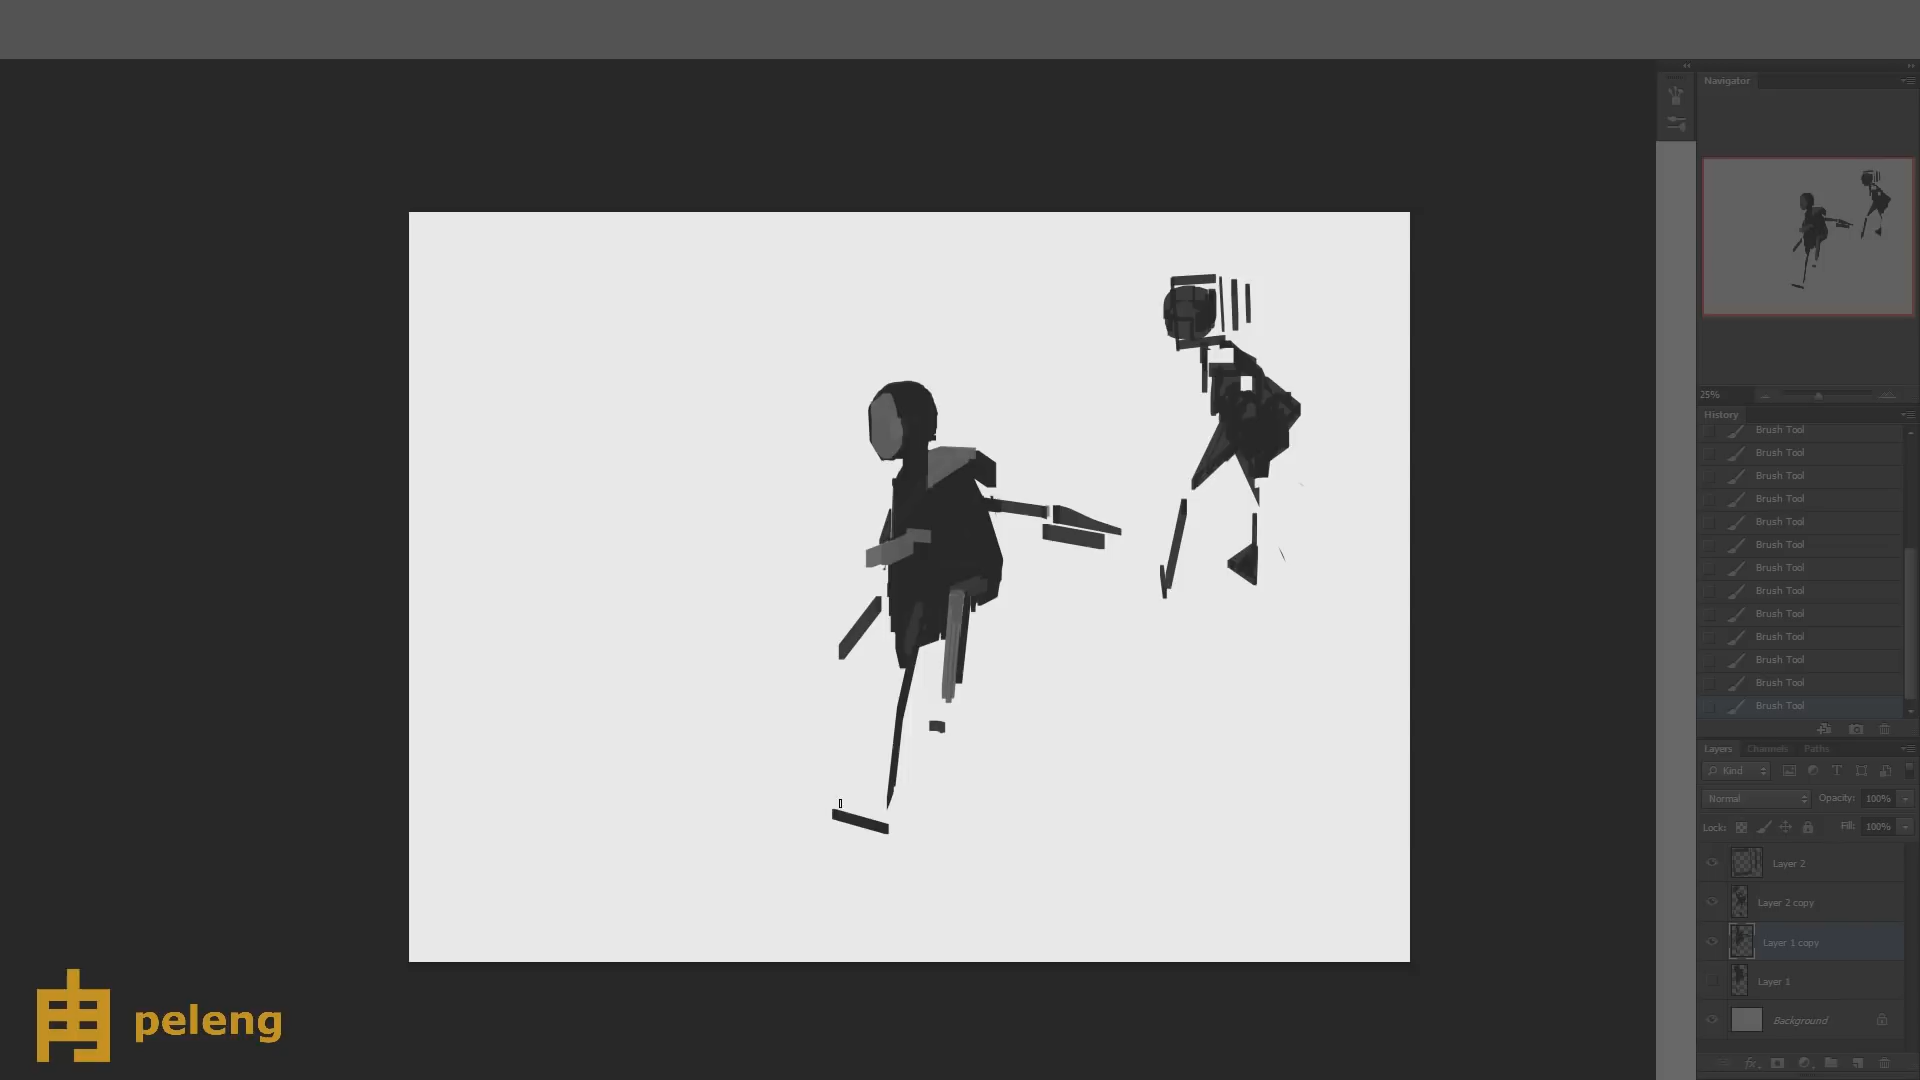 Navigator
25%
History
Brush Tool
Brush Tool
Brush Tool
Brush Tool
Brush Tool
Brush Tool
Brush Tool
Brush Tool
Brush Tool
Brush Tool
Brush Tool
Brush Tool
Brush Tool
Layers Channels Paths
Kind T
Normal Opacity: 100%
Lock: Fill: 100%
Layer 2
Layer 2 copy
Layer 1 copy
Layer 1
Background
fx
peleng